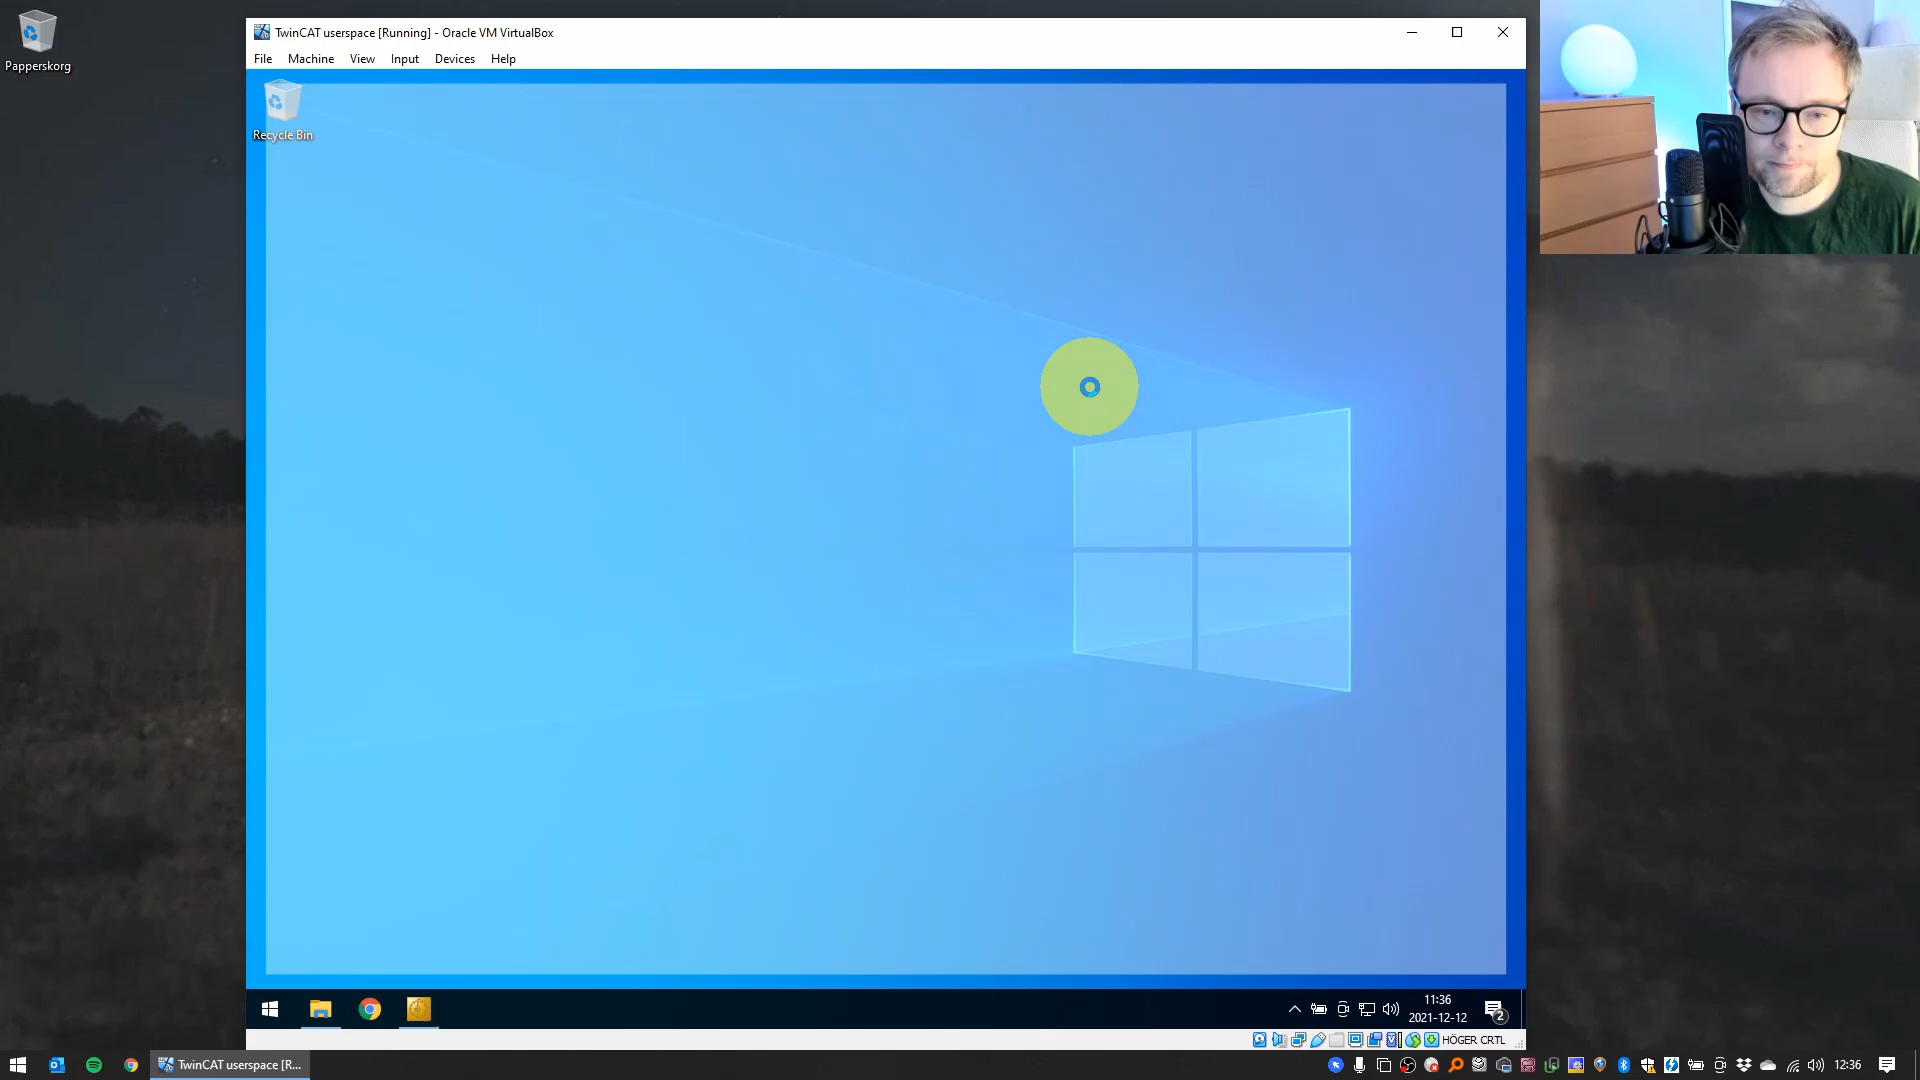 Papperskorg
TwinCAT userspace [Running] - Oracle VM VirtualBox
File Machine View Input Devices Help
Recycle Bin
11:36
2021-12-12
2
HÖGER CRTL
TwinCAT userspace [R...
12:36